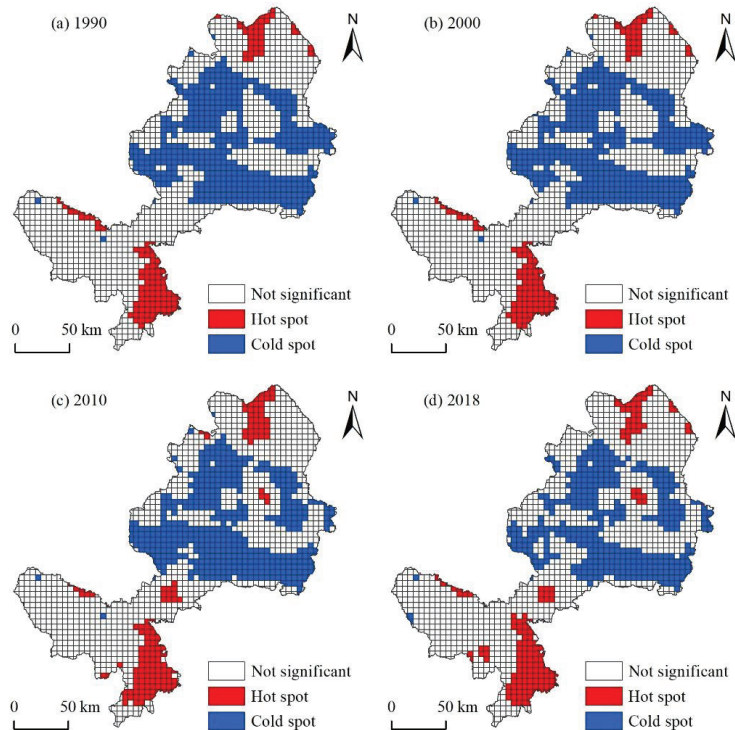 (a) 1990
N
Not significant
Hot spot
Cold spot
0 50 km
(b) 2000
N
Not significant
Hot spot
Cold spot
0 50 km
(c) 2010
N
Not significant
Hot spot
Cold spot
0 50 km
(d) 2018
N
Not significant
Hot spot
Cold spot
0 50 km